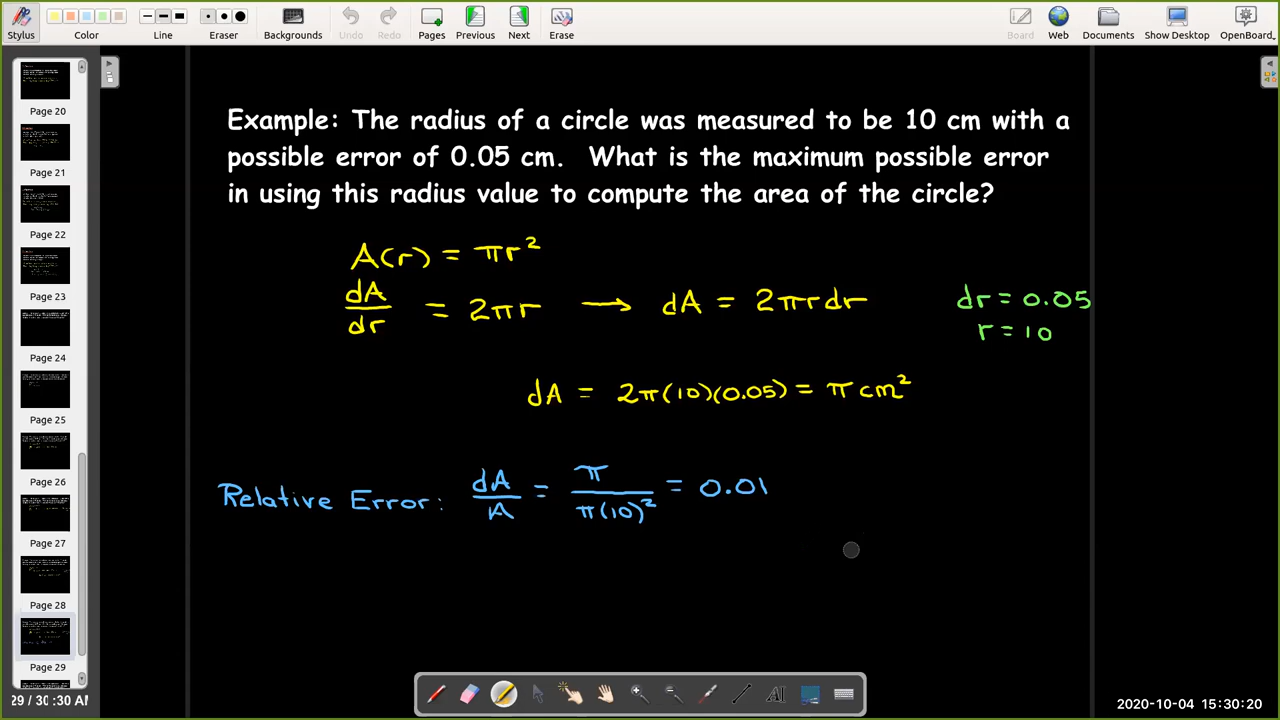 Stylus
Color
Line
Eraser
Backgrounds
Undo
Redo
Pages
Previous
Next
Erase
Board
Web
Documents
Show Desktop
OpenBoard
Page 20
Page 21
Page 22
Page 23
Page 24
Page 25
Page 26
Page 27
Page 28
Page 29
Example: The radius of a circle was measured to be 10 cm with a
possible error of 0.05 cm. What is the maximum possible error
in using this radius value to compute the area of the circle?
A(r) = πr²
dA/dr = 2πr → dA = 2πrdr
dr = 0.05
r = 10
dA = 2π(10)(0.05) = π cm²
Relative Error: dA/A = π/π(10)² = 0.01
29 / 30:30 AM
2020-10-04 15:30:20